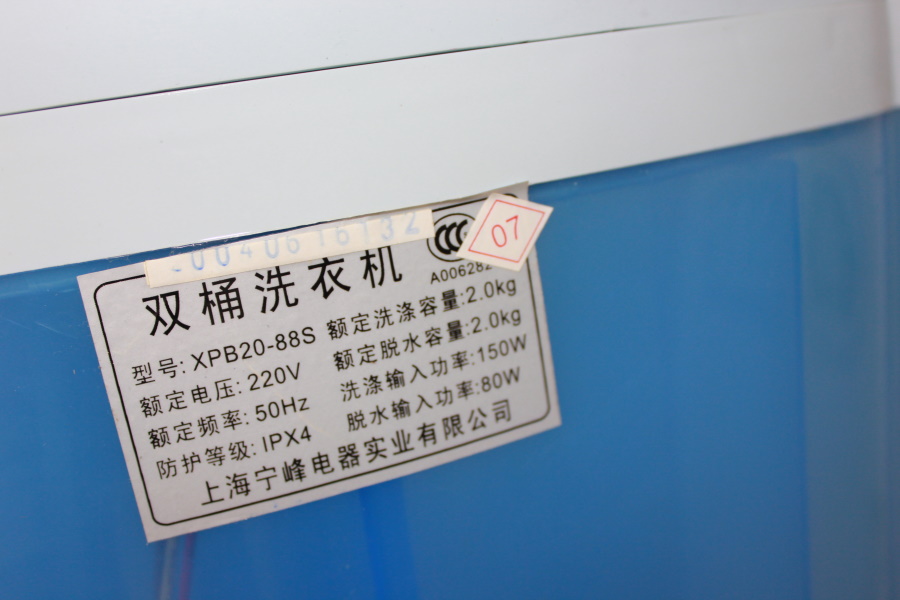 0040616132
07
CCC
A006282
双桶洗衣机
型号: XPB20-88S 额定洗涤容量:2.0kg
额定电压: 220V 额定脱水容量:2.0kg
额定频率: 50Hz 洗涤输入功率:150W
防护等级: IPX4 脱水输入功率:80W
上海宁峰电器实业有限公司